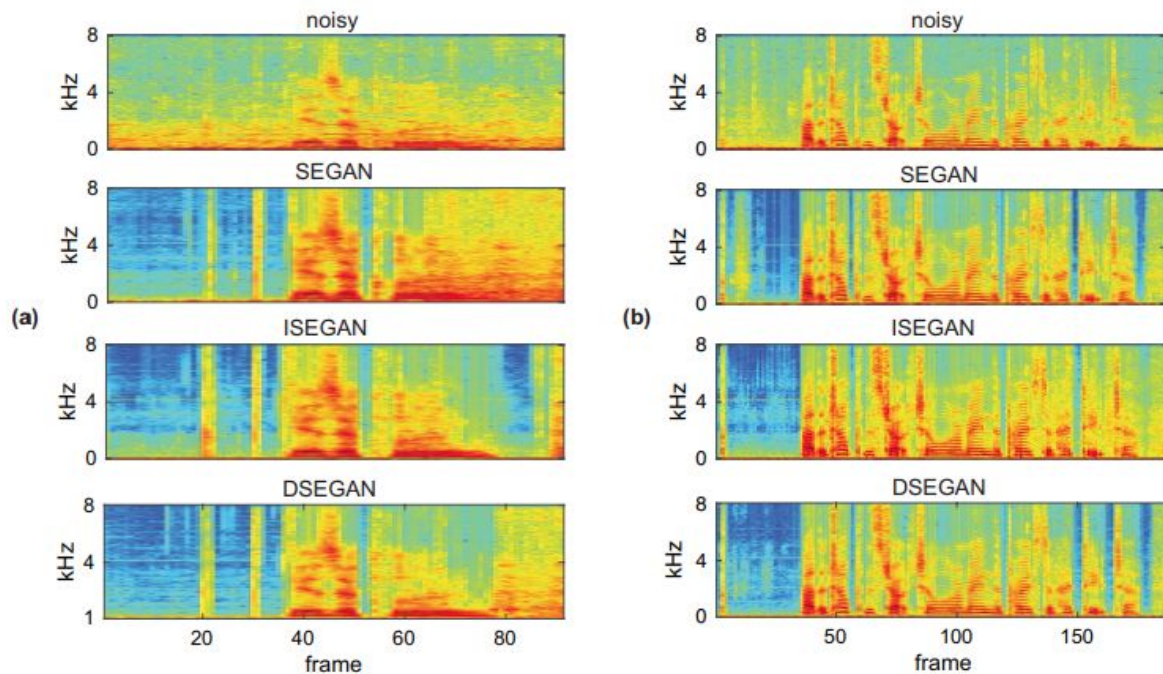 noisy
8
4
0
kHz
SEGAN
8
4
0
kHz
(a)
ISEGAN
8
4
0
kHz
DSEGAN
8
4
1
kHz
20 40 60 80
frame
noisy
8
4
0
kHz
SEGAN
8
4
0
kHz
(b)
ISEGAN
8
4
0
kHz
DSEGAN
8
4
0
kHz
50 100 150
frame